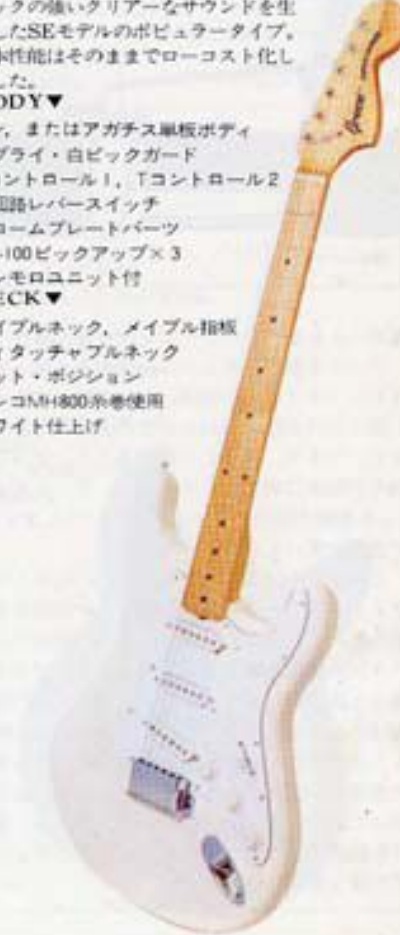 ックの強いクリアーなサウンドを生
したSEモデルのポピュラータイプ。
本性能はそのままでローコスト化し
した。
ODY▼
、またはアガチス単板ボディ
プライ・白ピックガード
コントロール1，Tコントロール2
回路レバースイッチ
ロームプレートパーツ
-100ピックアップ×3
レモロユニット付
ECK▼
イプルネック，メイプル指板
ィタッチャブルネック
ット・ポジション
レコMH800糸巻使用
ワイト仕上げ
Greco